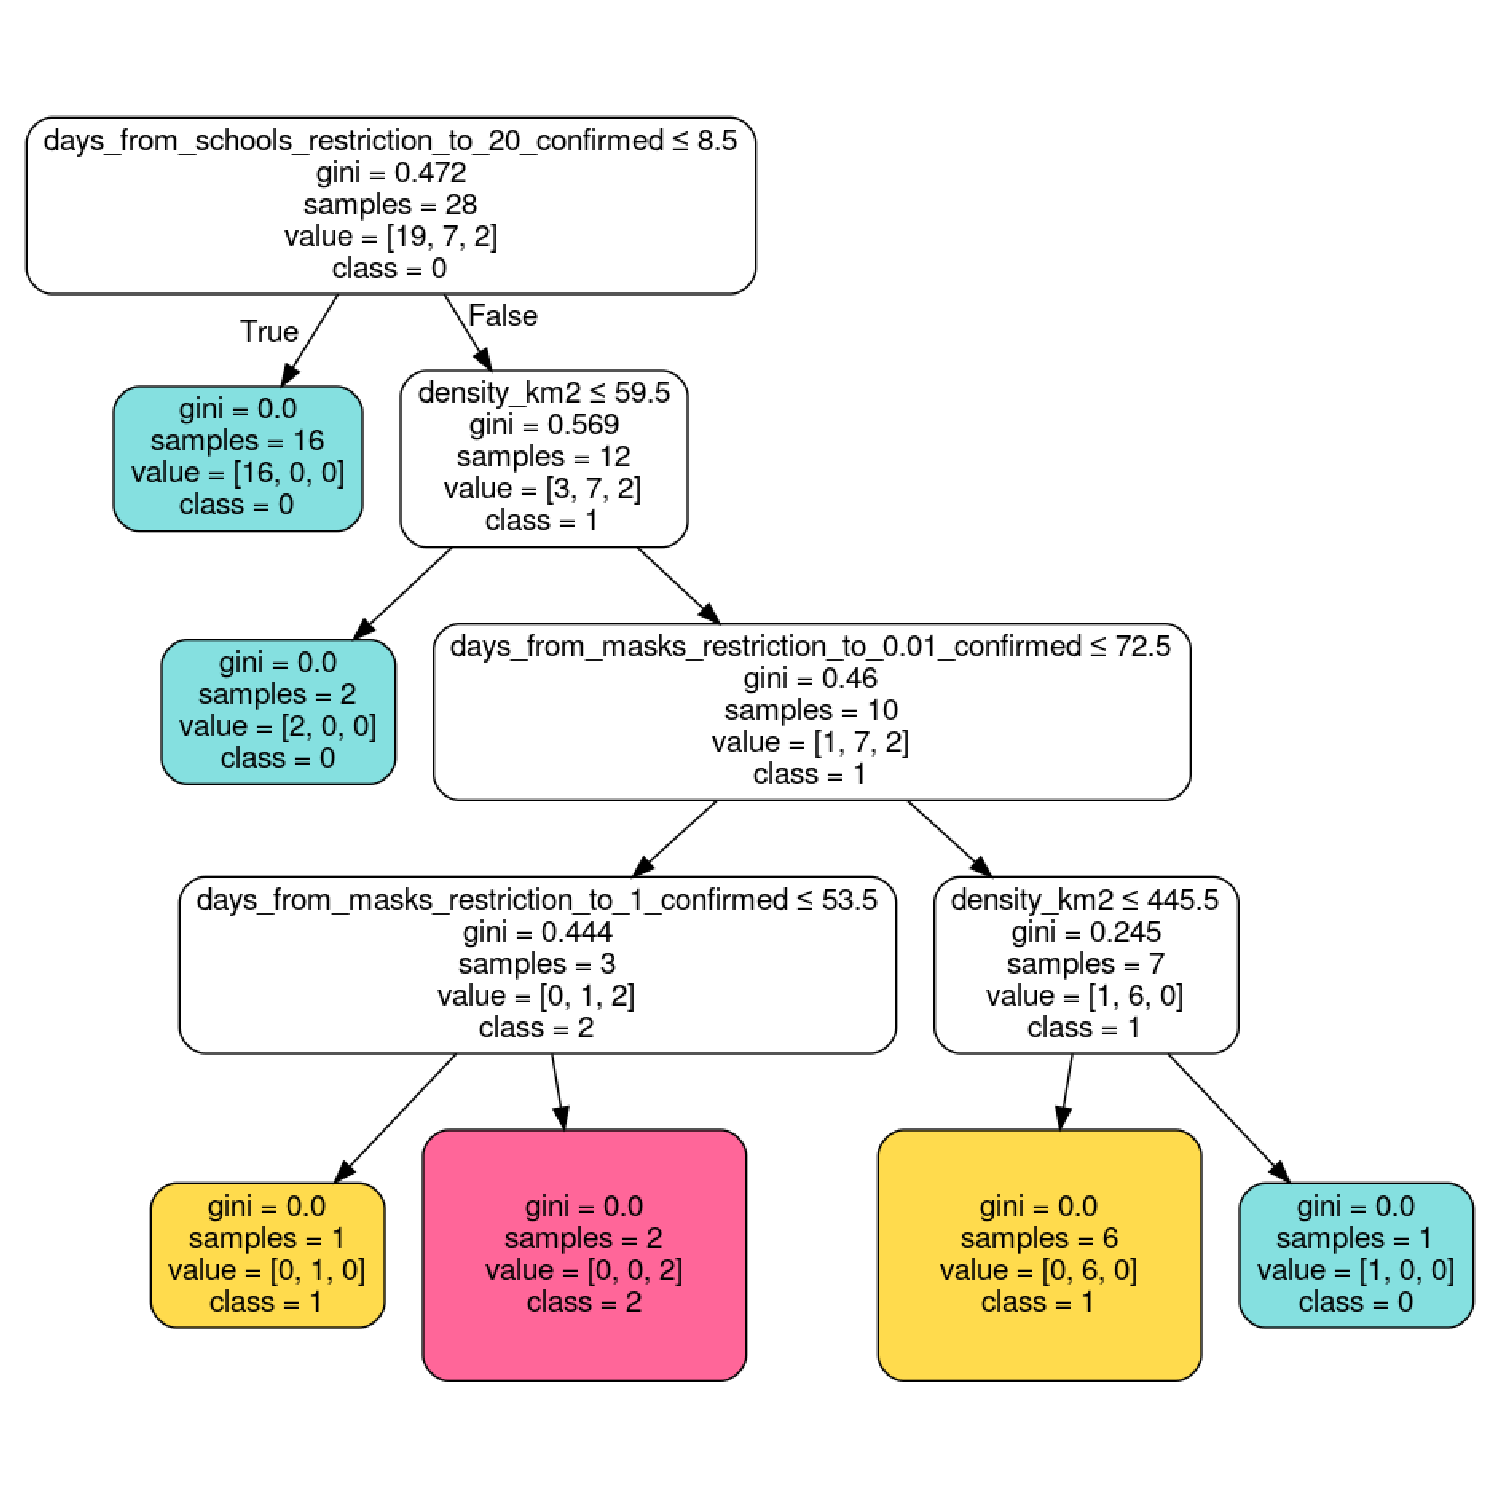 days_from_schools_restriction_to_20_confirmed ≤ 8.5
gini = 0.472
samples = 28
value = [19, 7, 2]
class = 0
True
False
gini = 0.0
samples = 16
value = [16, 0, 0]
class = 0
density_km2 ≤ 59.5
gini = 0.569
samples = 12
value = [3, 7, 2]
class = 1
gini = 0.0
samples = 2
value = [2, 0, 0]
class = 0
days_from_masks_restriction_to_0.01_confirmed ≤ 72.5
gini = 0.46
samples = 10
value = [1, 7, 2]
class = 1
days_from_masks_restriction_to_1_confirmed ≤ 53.5
gini = 0.444
samples = 3
value = [0, 1, 2]
class = 2
density_km2 ≤ 445.5
gini = 0.245
samples = 7
value = [1, 6, 0]
class = 1
gini = 0.0
samples = 1
value = [0, 1, 0]
class = 1
gini = 0.0
samples = 2
value = [0, 0, 2]
class = 2
gini = 0.0
samples = 6
value = [0, 6, 0]
class = 1
gini = 0.0
samples = 1
value = [1, 0, 0]
class = 0